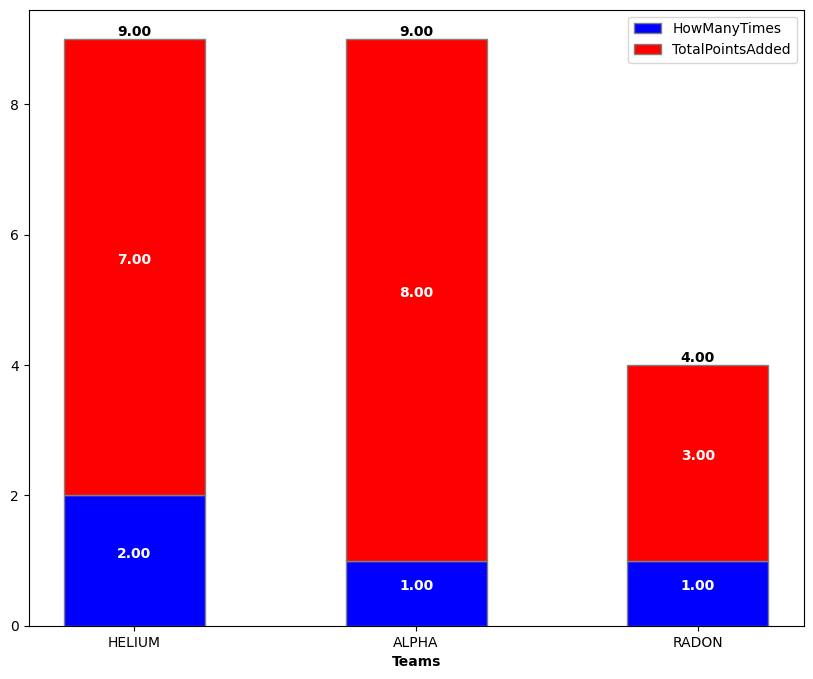 9.00
9.00
HowManyTimes
TotalPointsAdded
8
6
7.00
8.00
4
4.00
3.00
2
2.00
1.00
1.00
0
HELIUM
ALPHA
RADON
Teams